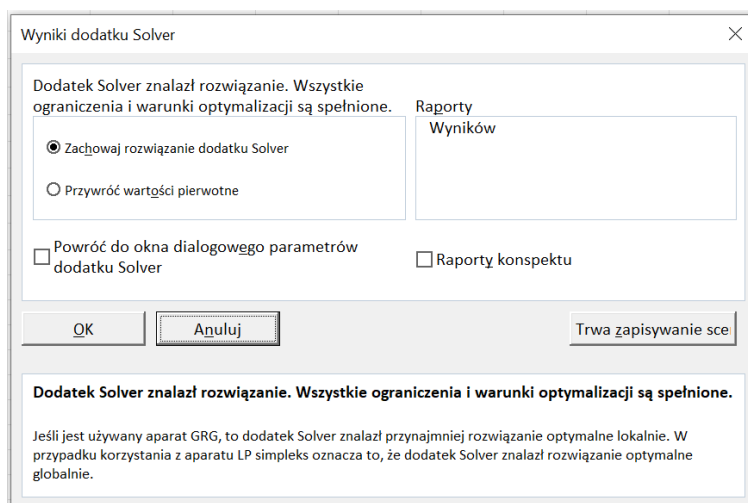 Wyniki dodatku Solver
Dodatek Solver znalazł rozwiązanie. Wszystkie
ograniczenia i warunki optymalizacji są spełnione.
Zachowaj rozwiązanie dodatku Solver
Przywróć wartości pierwotne
Raporty
Wyników
Powróć do okna dialogowego parametrów
dodatku Solver
Raporty konspektu
OK
Anuluj
Trwa zapisywanie sce
Dodatek Solver znalazł rozwiązanie. Wszystkie ograniczenia i warunki optymalizacji są spełnione.
Jeśli jest używany aparat GRG, to dodatek Solver znalazł przynajmniej rozwiązanie optymalne lokalnie. W
przypadku korzystania z aparatu LP simpleks oznacza to, że dodatek Solver znalazł rozwiązanie optymalne
globalnie.